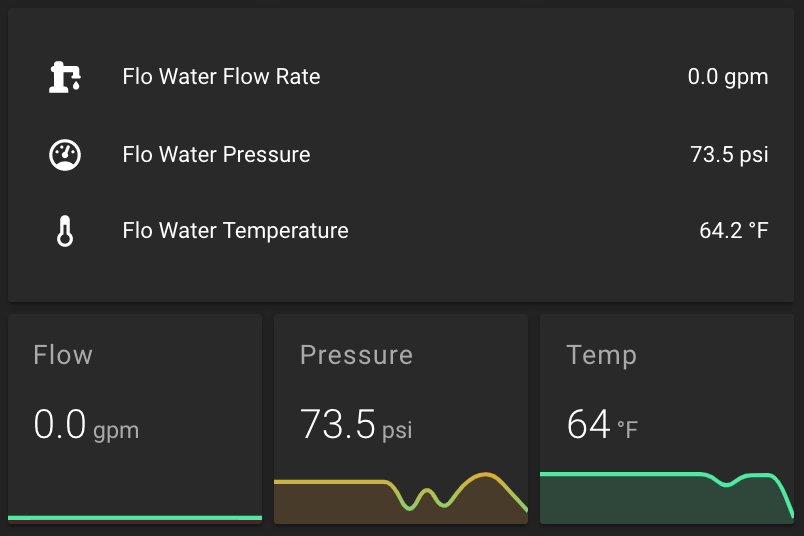 Flo Water Flow Rate 0.0 gpm
Flo Water Pressure 73.5 psi
Flo Water Temperature 64.2 °F
Flow
0.0 gpm
Pressure
73.5 psi
Temp
64 °F